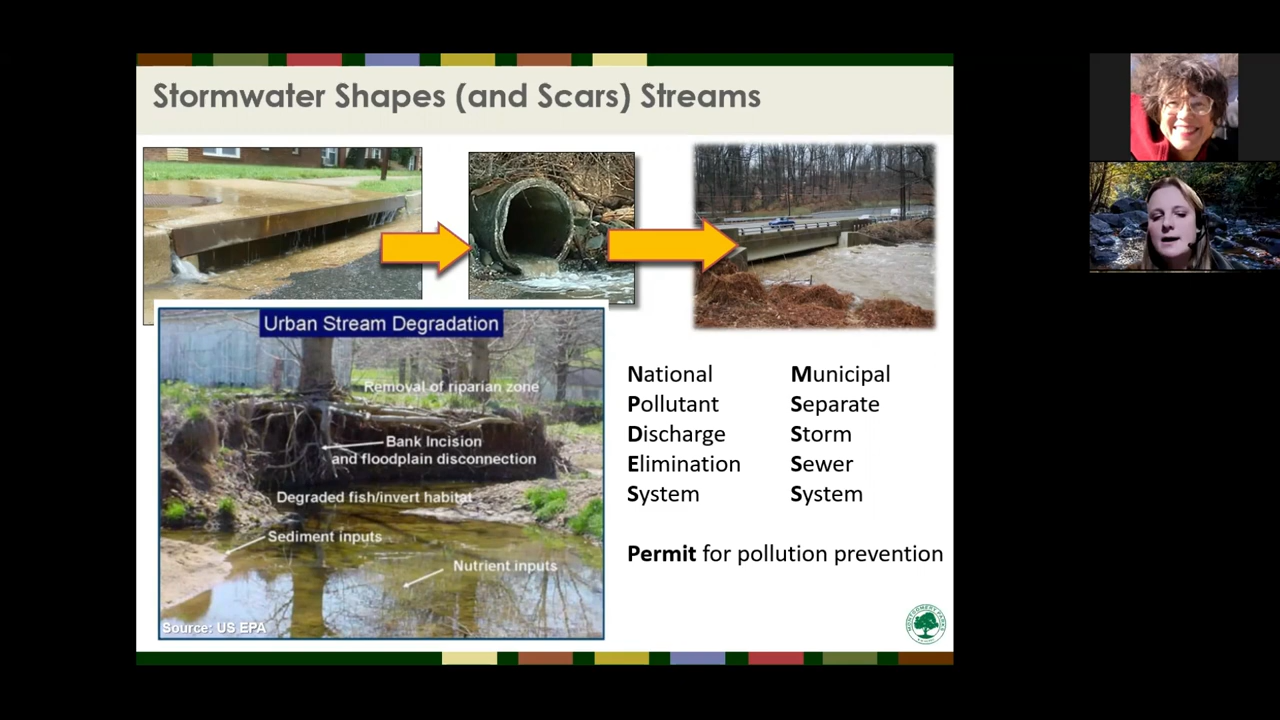 Stormwater Shapes (and Scars) Streams
Urban Stream Degradation
Removal of riparian zone
Bank Incision
and floodplain disconnection
Degraded fish/invert habitat
Sediment inputs
Nutrient inputs
Source: US EPA
National
Pollutant
Discharge
Elimination
System
Municipal
Separate
Storm
Sewer
System
Permit for pollution prevention
MONTGOMERY PARKS